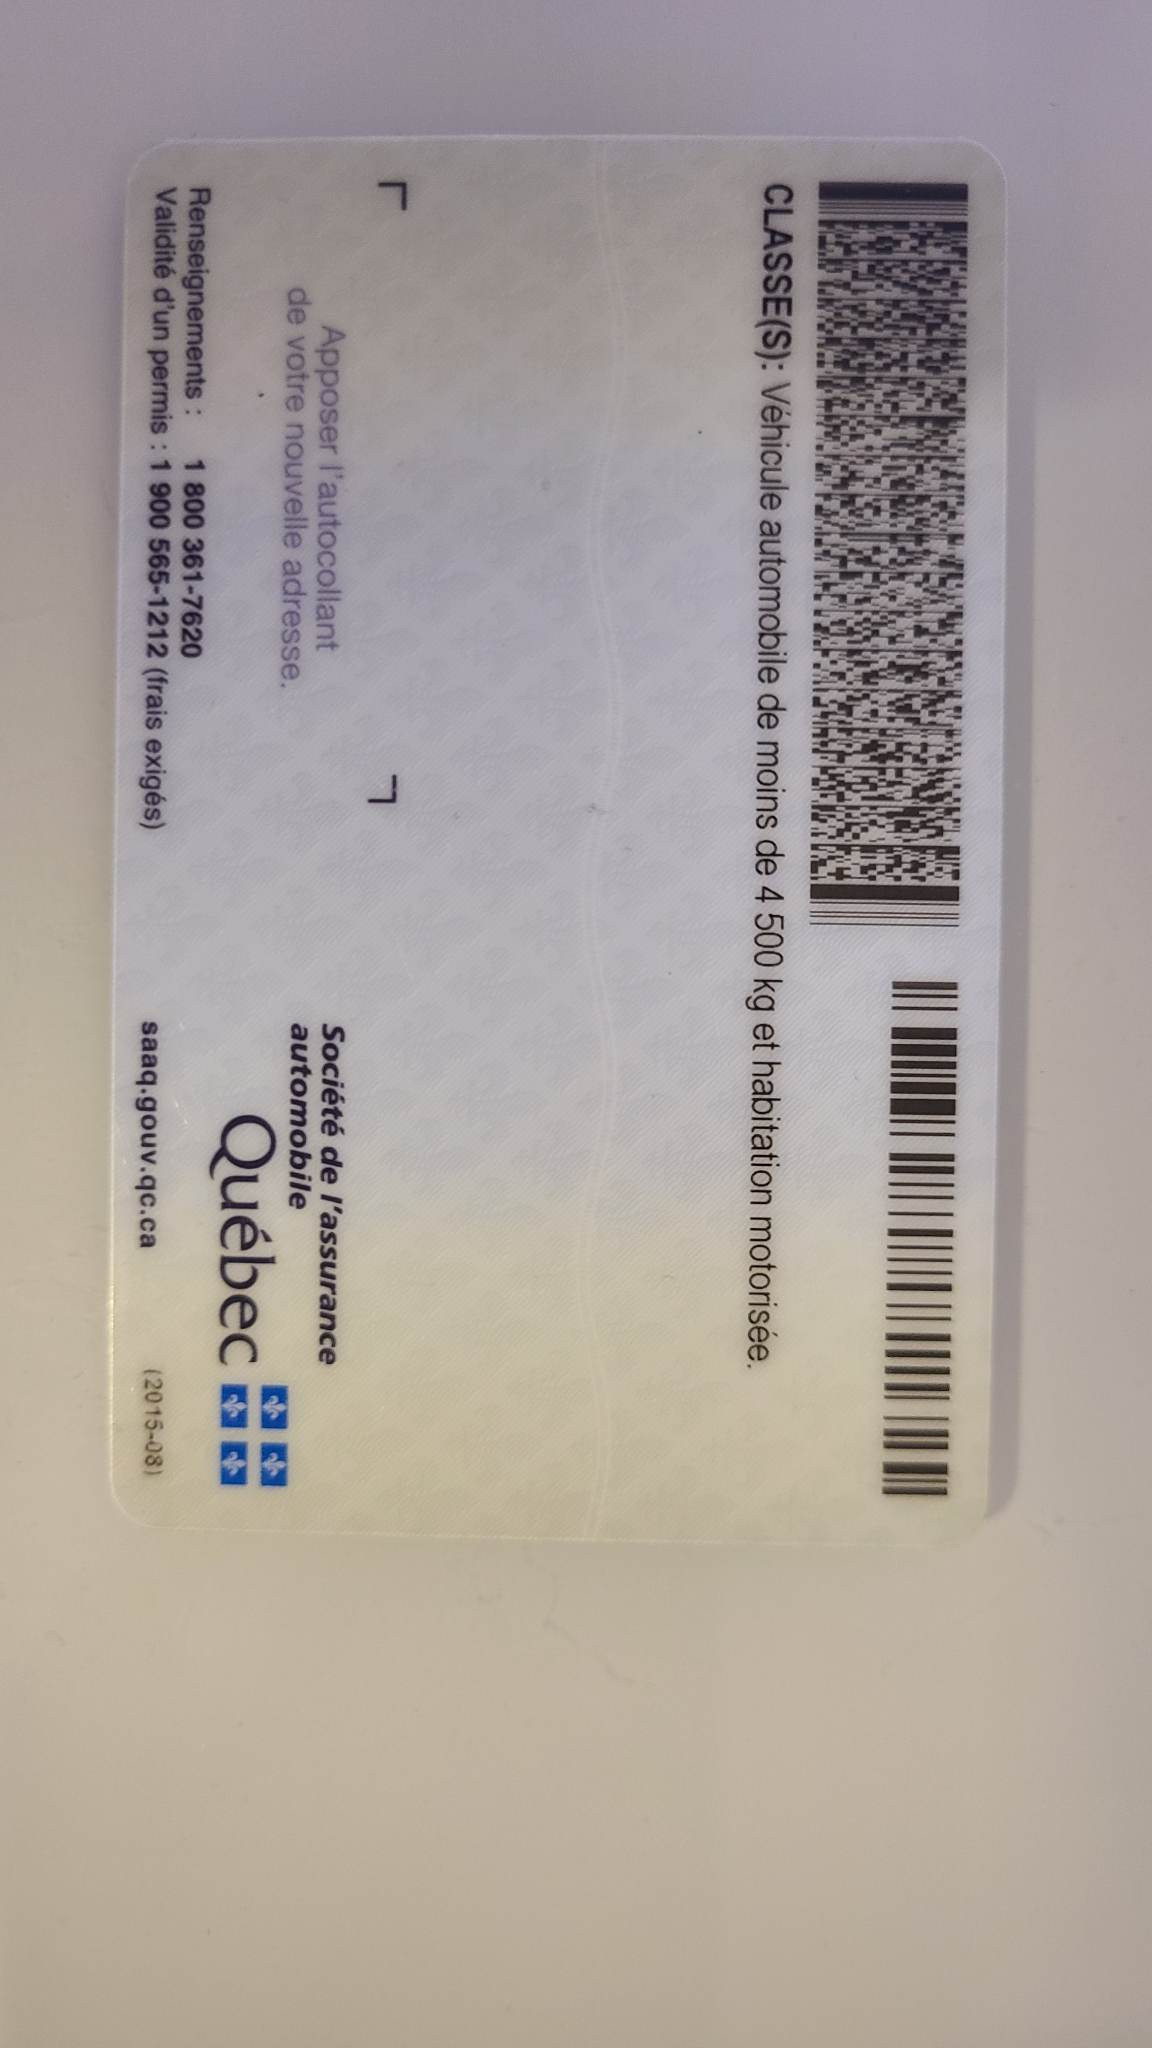 CLASSE(S): Véhicule automobile de moins de 4 500 kg et habitation motorisée.
Apposer l'autocollant
de votre nouvelle adresse.
Renseignements : 1 800 361-7620
Validité d'un permis : 1 900 565-1212 (frais exigés)
Société de l'assurance
automobile
Québec
saaq.gouv.qc.ca
(2015-08)